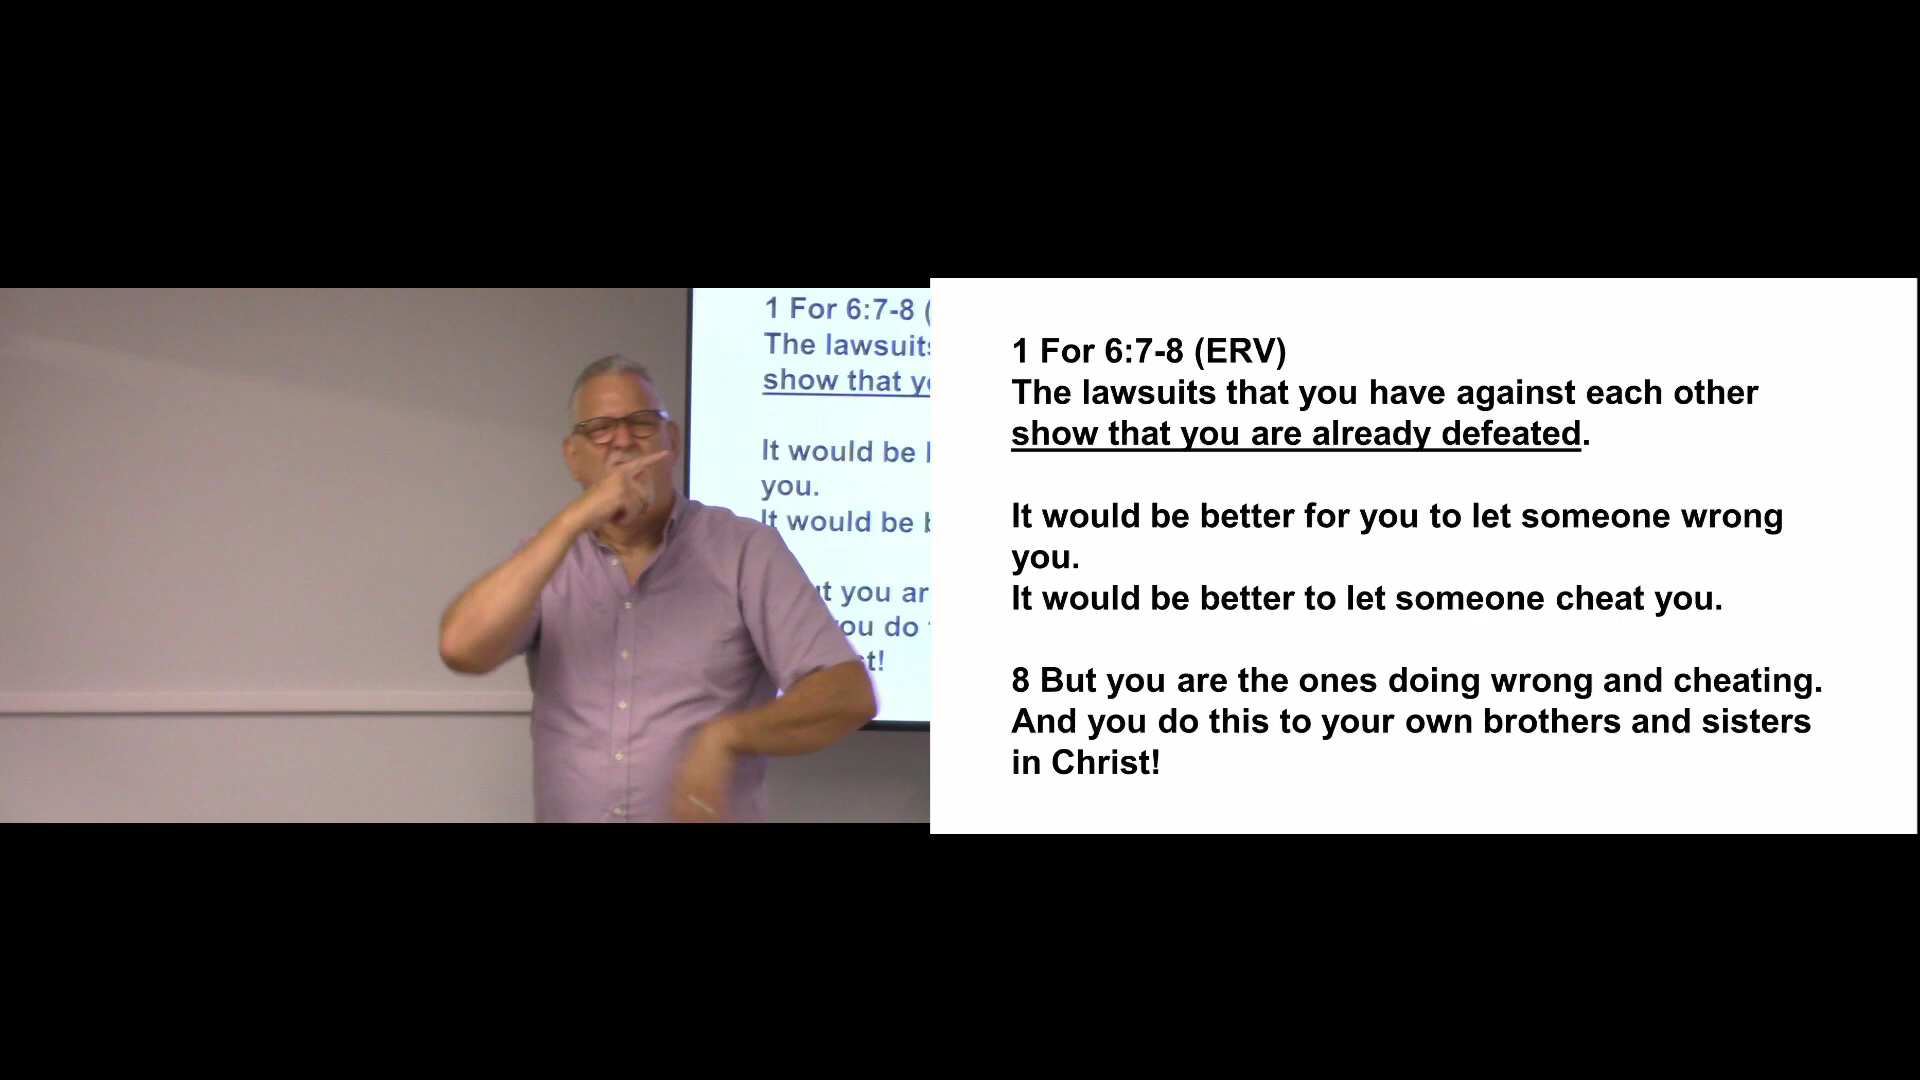 1 For 6:7-8 (
The lawsuits
show that yo
It would be
you.
It would be
t you ar
ou do
st!
1 For 6:7-8 (ERV)
The lawsuits that you have against each other
show that you are already defeated.
It would be better for you to let someone wrong
you.
It would be better to let someone cheat you.
8 But you are the ones doing wrong and cheating.
And you do this to your own brothers and sisters
in Christ!